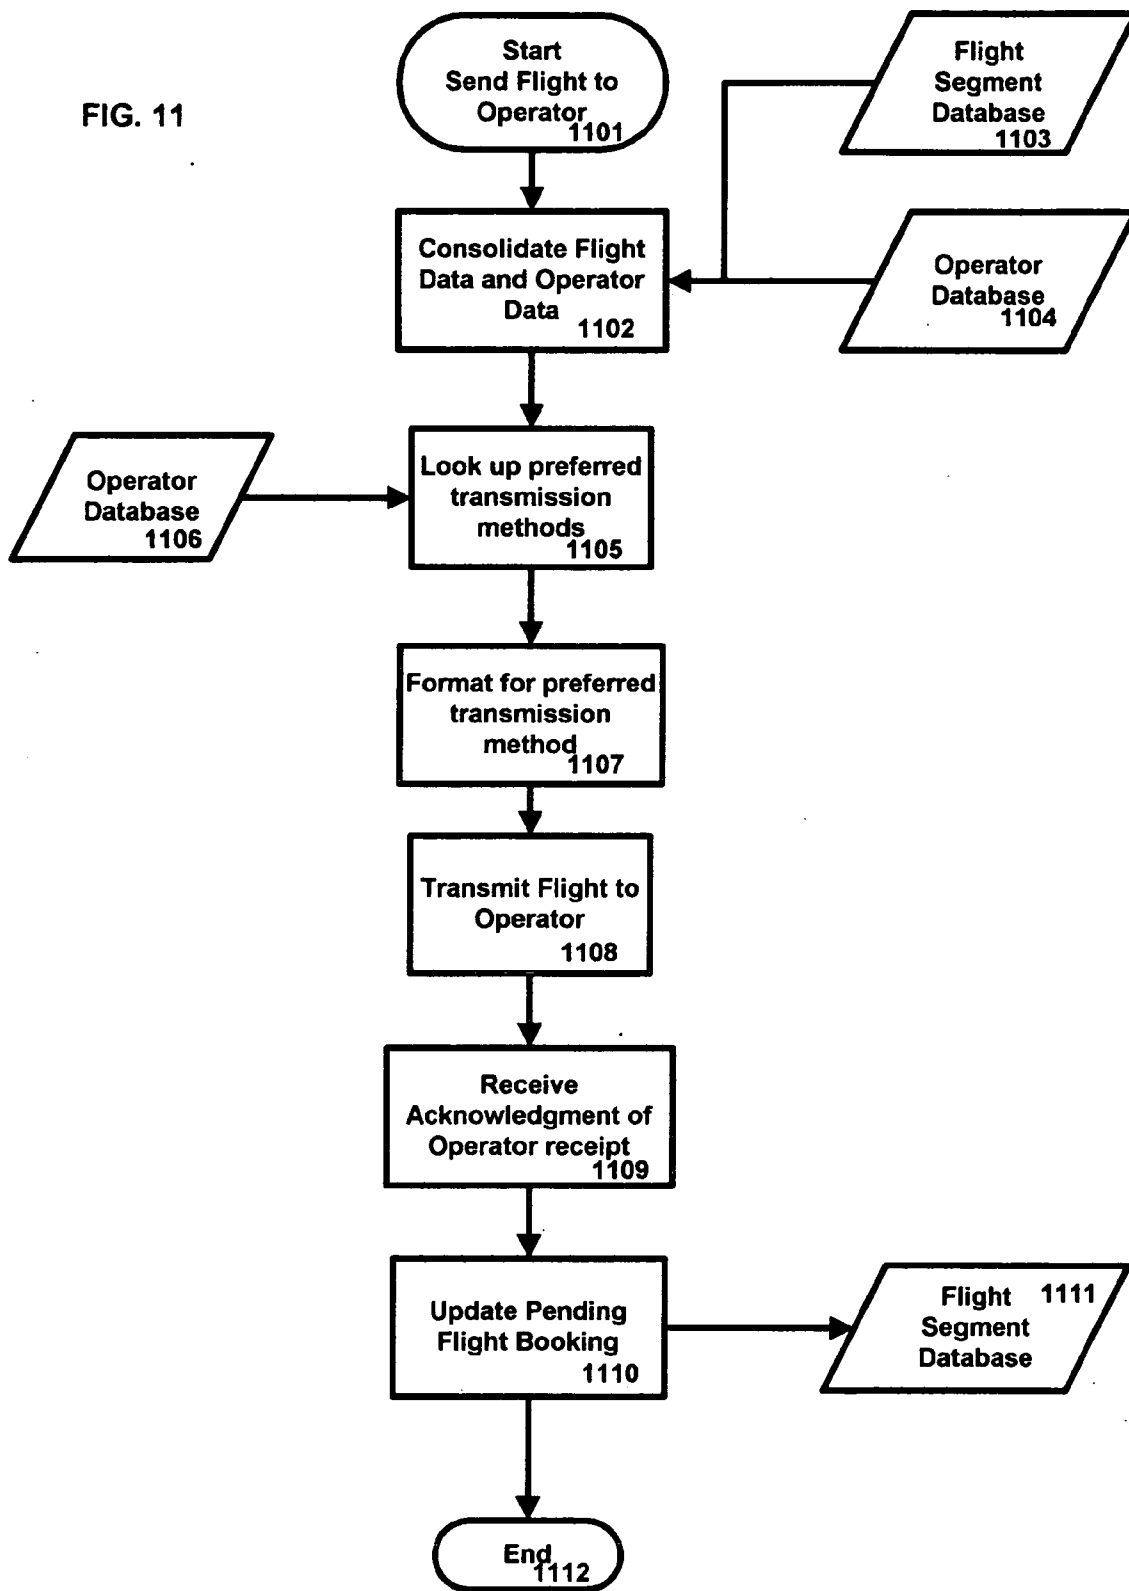 FIG. 11
Start
Send Flight to
Operator
1101
Flight
Segment
Database
1103
Consolidate Flight
Data and Operator
Data
1102
Operator
Database
1104
Operator
Database
1106
Look up preferred
transmission
methods
1105
Format for preferred
transmission
method
1107
Transmit Flight to
Operator
1108
Receive
Acknowledgment of
Operator receipt
1109
Update Pending
Flight Booking
1110
Flight
Segment
Database
1111
End
1112